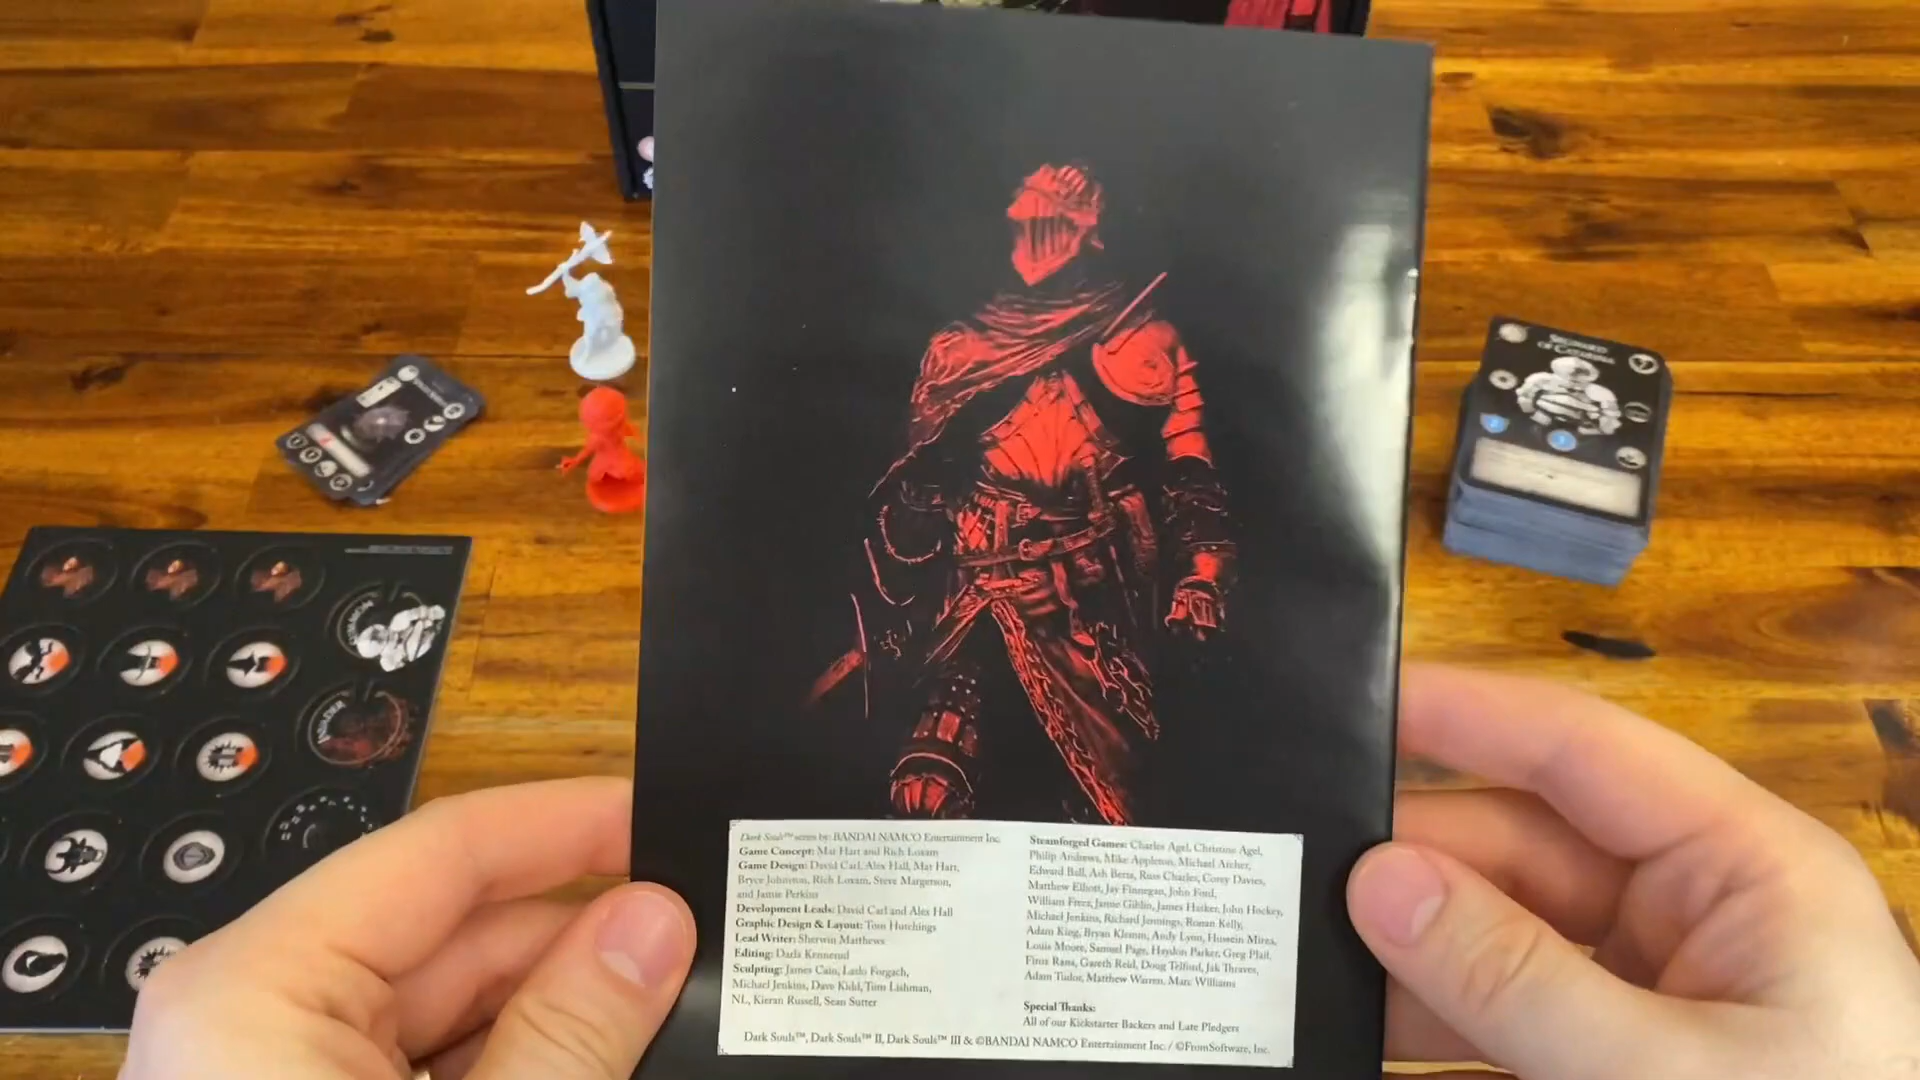 SIEGWARD
OF CATARINA
SUMMON
INVADER
Dark Souls™ series by: BANDAI NAMCO Entertainment Inc.
Game Concept: Mat Hart and Rich Loxam
Game Design: David Carl, Alex Hall, Mat Hart,
Bryce Johnston, Rich Loxam, Steve Margetson,
and Jamie Perkins
Development Leads: David Carl and Alex Hall
Graphic Design & Layout: Tom Hutchings
Lead Writer: Sherwin Matthews
Editing: Darla Kennerud
Sculpting: James Cain, Laslo Forgach,
Michael Jenkins, Dave Kidd, Tom Lishman,
NL, Kieran Russell, Sean Sutter
Steamforged Games: Charles Agel, Christine Agel,
Philip Andrews, Mike Appleton, Michael Archer,
Edward Ball, Ash Berta, Russ Charles, Corey Davies,
Matthew Elliott, Jay Finnegan, John Ford,
William Frers, Jamie Giblin, James Hasker, John Hockey,
Michael Jenkins, Richard Jennings, Ronan Kelly,
Adam King, Bryan Klemm, Andy Lyon, Hussein Mirza,
Louis Moore, Samuel Page, Haydon Parker, Greg Plail,
Firoz Rana, Gareth Reid, Doug Telford, Jak Threaves,
Adam Tudor, Matthew Warren, Marc Williams
Special Thanks:
All of our Kickstarter Backers and Late Pledgers
Dark Souls™, Dark Souls™ II, Dark Souls™ III & ©BANDAI NAMCO Entertainment Inc. / ©FromSoftware, Inc.